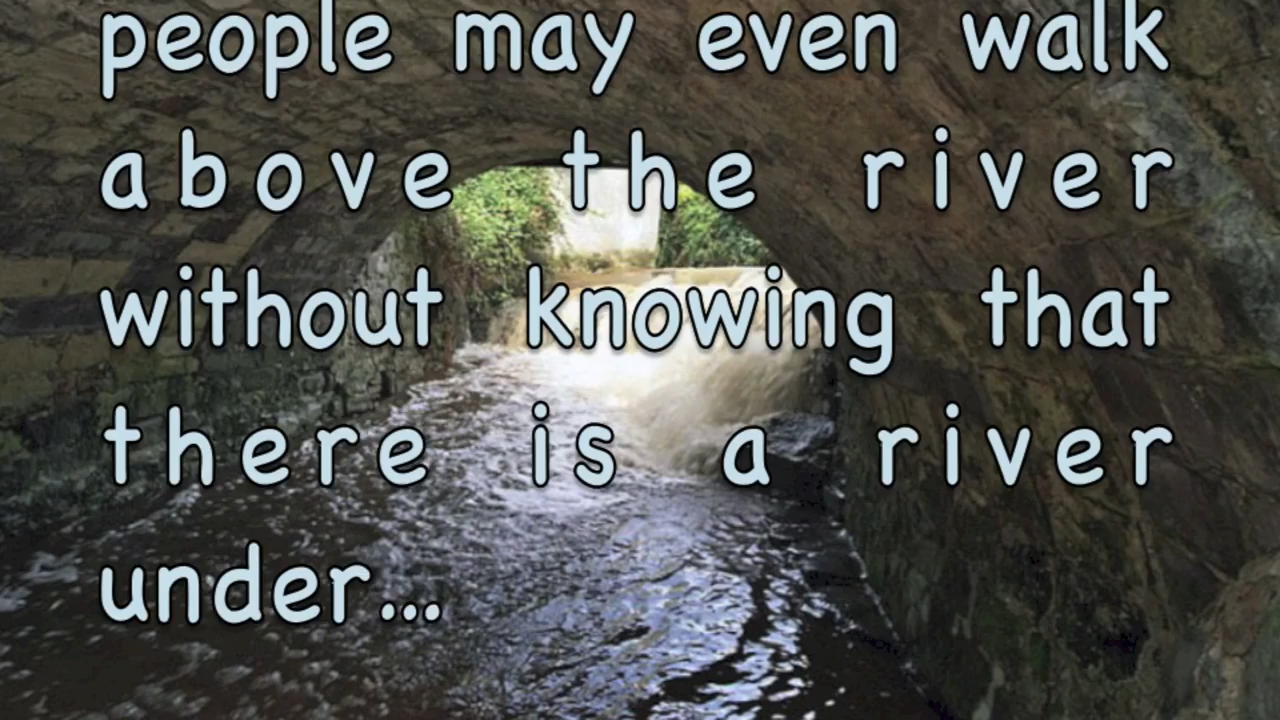 people may even walk
above the river
without knowing that
there is a river
under...